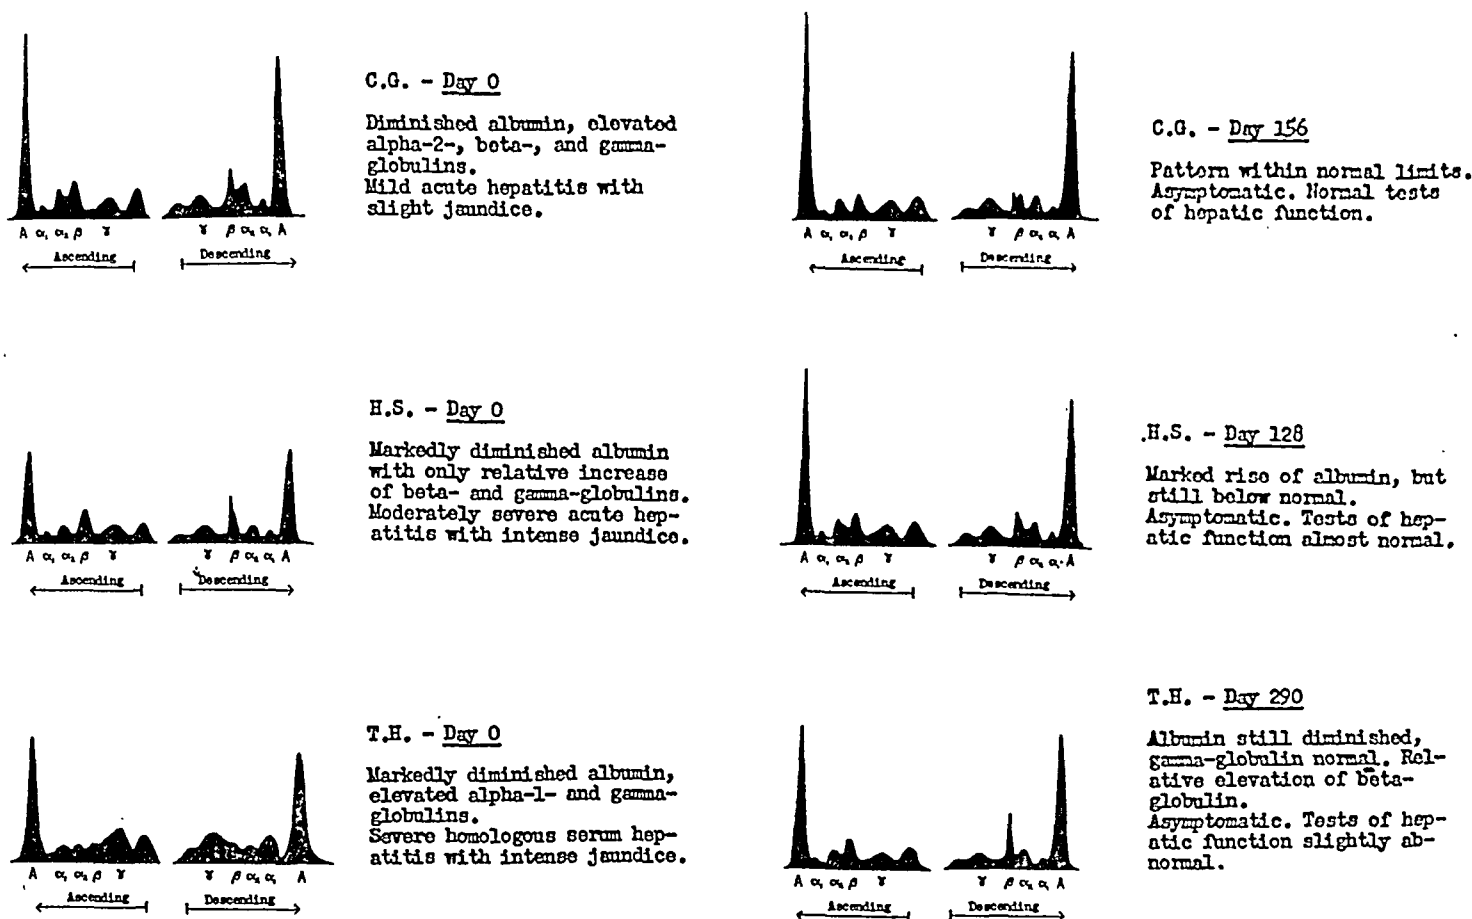 C.G. - Day 0
Diminished albumin, elevated
alpha-2-, beta-, and gamma-
globulins.
Mild acute hepatitis with
slight jaundice.
A α₁ α₂ β γ
γ β α₂ α₁ A
Ascending
Descending
C.G. - Day 156
Pattern within normal limits.
Asymptomatic. Normal tests
of hepatic function.
A α₁ α₂ β γ
γ β α₂ α₁ A
Ascending
Descending
H.S. - Day 0
Markedly diminished albumin
with only relative increase
of beta- and gamma-globulins.
Moderately severe acute hep-
atitis with intense jaundice.
A α₁ α₂ β γ
γ β α₂ α₁ A
Ascending
Descending
H.S. - Day 128
Marked rise of albumin, but
still below normal.
Asymptomatic. Tests of hep-
atic function almost normal.
A α₁ α₂ β γ
γ β α₂ α₁ A
Ascending
Descending
T.H. - Day 0
Markedly diminished albumin,
elevated alpha-1- and gamma-
globulins.
Severe homologous serum hep-
atitis with intense jaundice.
A α₁ α₂ β γ
γ β α₂ α₁ A
Ascending
Descending
T.H. - Day 290
Albumin still diminished,
gamma-globulin normal. Rel-
ative elevation of beta-
globulin.
Asymptomatic. Tests of hep-
atic function slightly ab-
normal.
A α₁ α₂ β γ
γ β α₂ α₁ A
Ascending
Descending